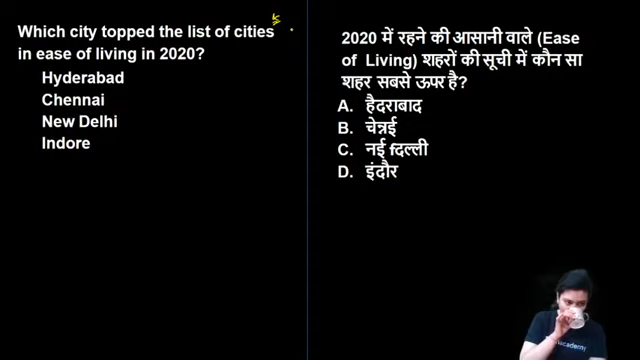 Which city topped the list of cities
in ease of living in 2020?
Hyderabad
Chennai
New Delhi
Indore
2020 में रहने की आसानी वाले (Ease
of Living) शहरों की सूची में कौन सा
शहर सबसे ऊपर है?
A. हैदराबाद
B. चेन्नई
C. नई fदल्ली
D. इंदौर